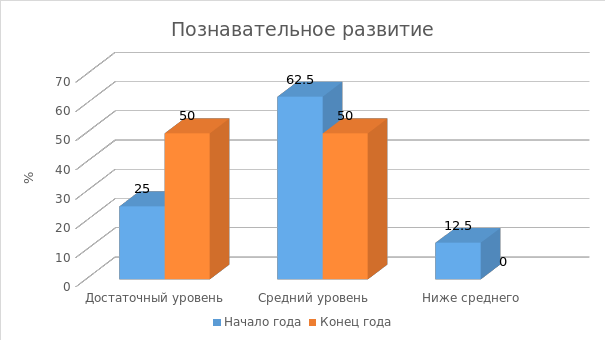 Познавательное развитие
%
70
60
50
40
30
20
10
0
25
50
62.5
50
12.5
0
Достаточный уровень
Средний уровень
Ниже среднего
Начало года
Конец года